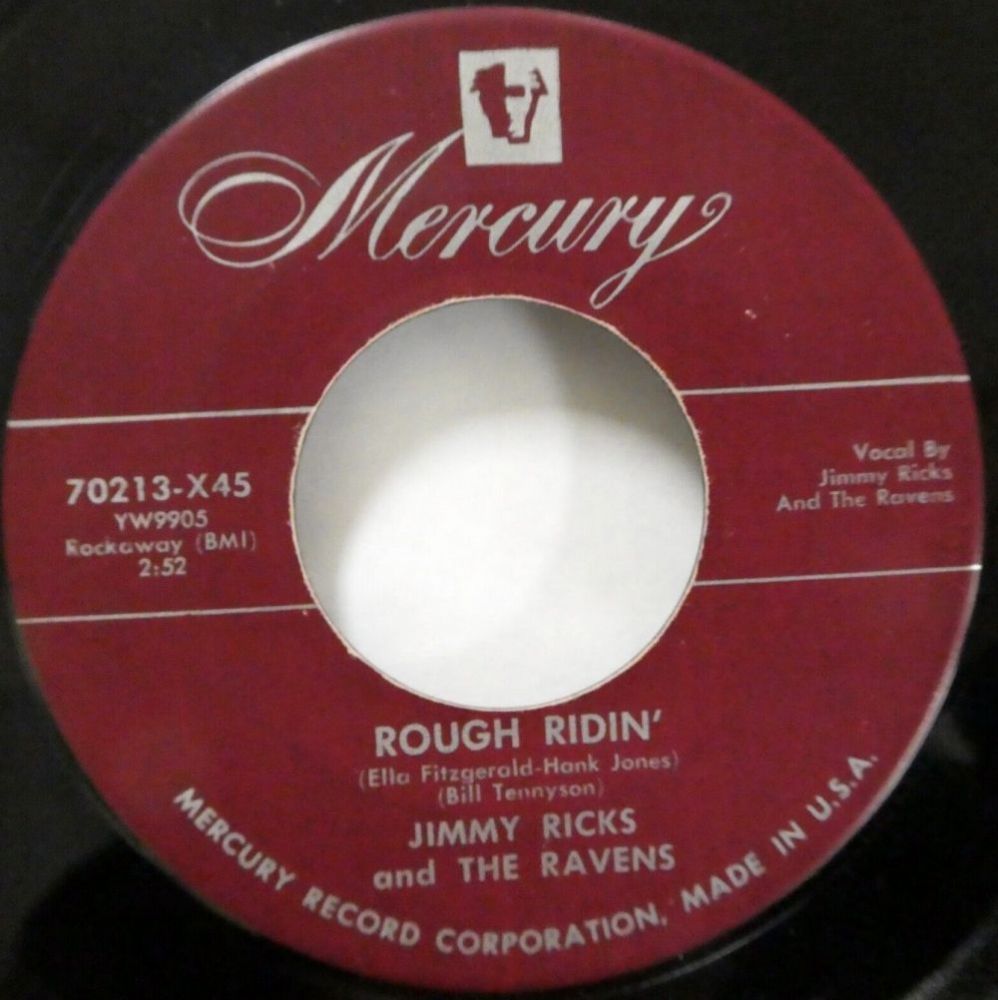 Mercury
70213-X45
YW9905
Rockaway (BMI)
2:52
Vocal By
Jimmy Ricks
And The Ravens
ROUGH RIDIN'
(Ella Fitzgerald-Hank Jones)
(Bill Tennyson)
JIMMY RICKS
and THE RAVENS
MERCURY RECORD CORPORATION, MADE IN U.S.A.